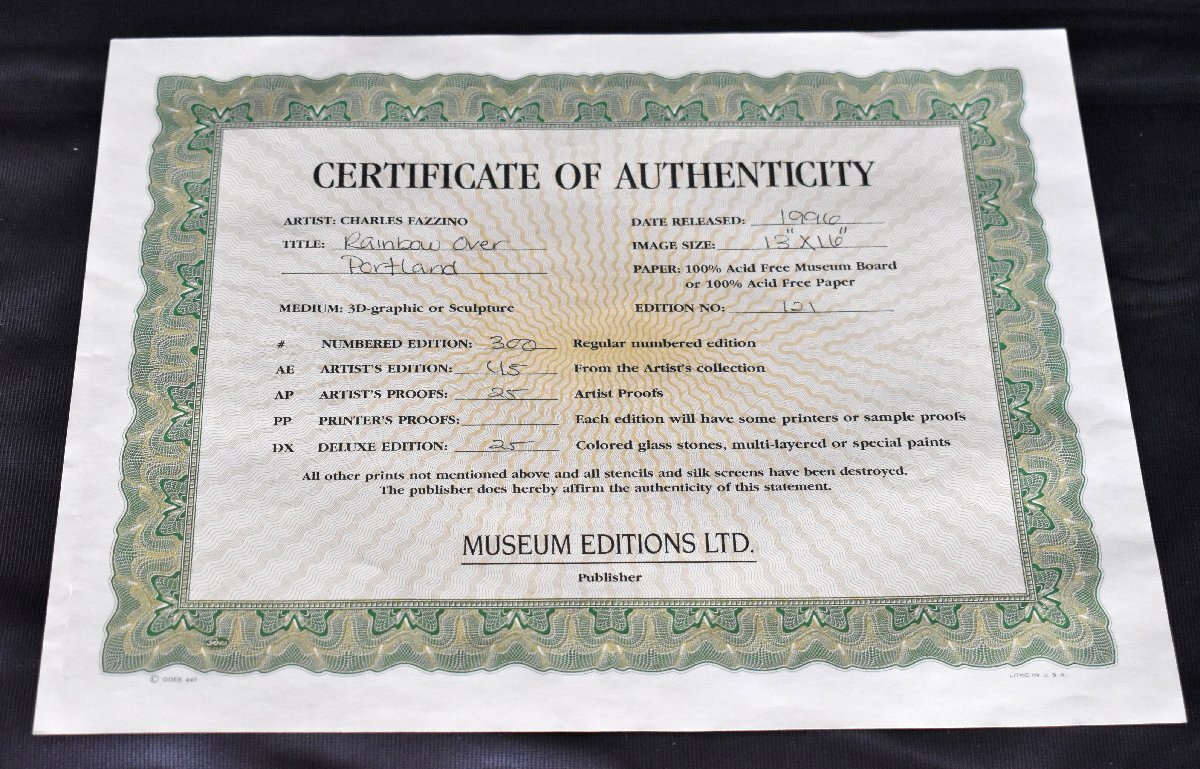 CERTIFICATE OF AUTHENTICITY
ARTIST: CHARLES FAZZINO
TITLE: Rainbow Over
Portland
MEDIUM: 3D-graphic or Sculpture
DATE RELEASED: 1996
IMAGE SIZE: 13" X 16"
PAPER: 100% Acid Free Museum Board
or 100% Acid Free Paper
EDITION NO: 121
# NUMBERED EDITION: 300 Regular numbered edition
AE ARTIST'S EDITION: 45 From the Artist's collection
AP ARTIST'S PROOFS: 25 Artist Proofs
PP PRINTER'S PROOFS: Each edition will have some printers or sample proofs
DX DELUXE EDITION: 25 Colored glass stones, multi-layered or special paints
All other prints not mentioned above and all stencils and silk screens have been destroyed.
The publisher does hereby affirm the authenticity of this statement.
MUSEUM EDITIONS LTD.
Publisher
© GOES 447
LITHO. IN U. S. A.